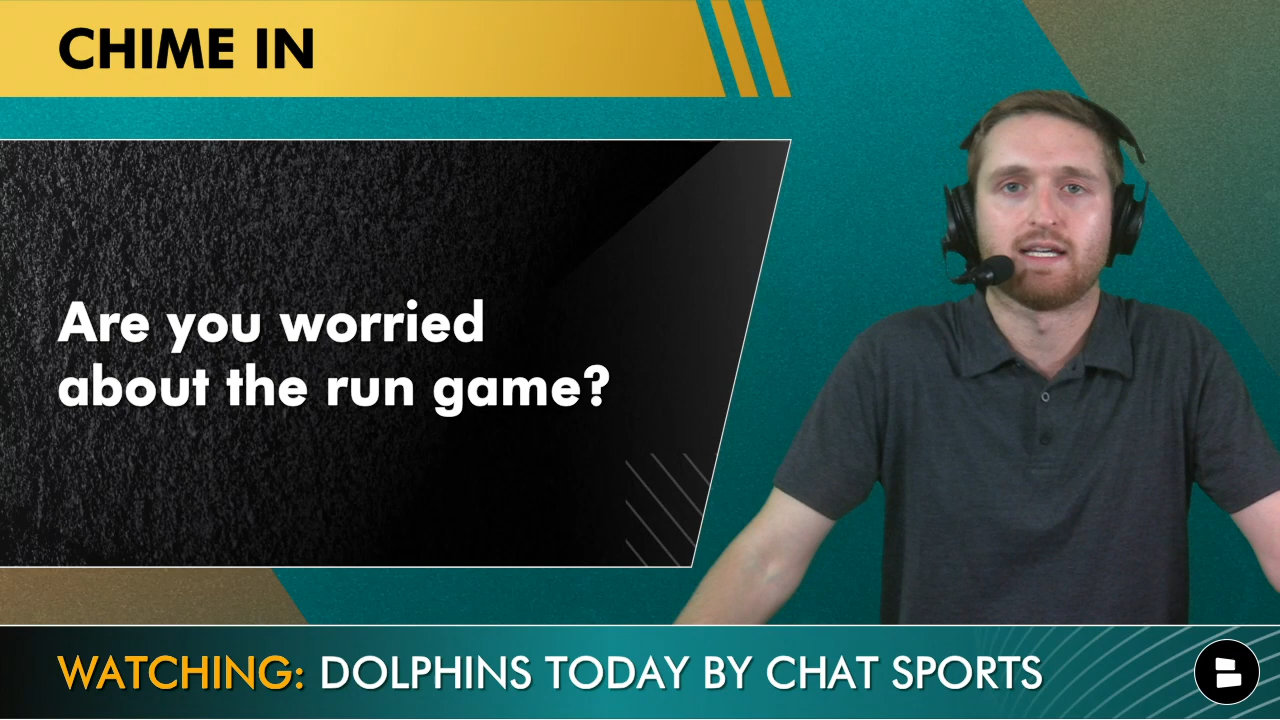 CHIME IN
Are you worried
about the run game?
WATCHING: DOLPHINS TODAY BY CHAT SPORTS